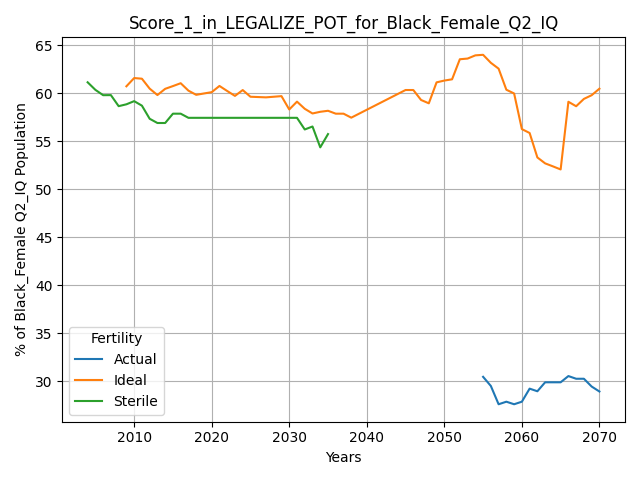 Score_1_in_LEGALIZE_POT_for_Black_Female_Q2_IQ
% of Black_Female Q2_IQ Population
65
60
55
50
45
40
35
30
Fertility
Actual
Ideal
Sterile
2010 2020 2030 2040 2050 2060 2070
Years